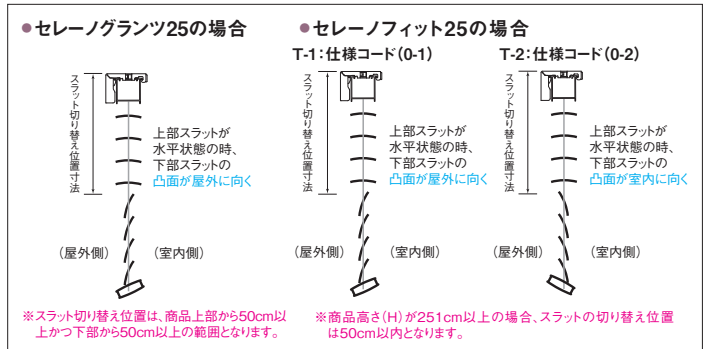 ●セレーノグランツ25の場合
スラット切り替え位置寸法
上部スラットが
水平状態の時、
下部スラットの
凸面が屋外に向く
(屋外側)
(室内側)
※スラット切り替え位置は、商品上部から50cm以
上かつ下部から50cm以上の範囲となります。
●セレーノフィット25の場合
T-1:仕様コード(0-1)
スラット切り替え位置寸法
上部スラットが
水平状態の時、
下部スラットの
凸面が屋外に向く
(屋外側)
(室内側)
T-2:仕様コード(0-2)
スラット切り替え位置寸法
上部スラットが
水平状態の時、
下部スラットの
凸面が室内に向く
(屋外側)
(室内側)
※商品高さ(H)が251cm以上の場合、スラットの切り替え位置
は50cm以内となります。